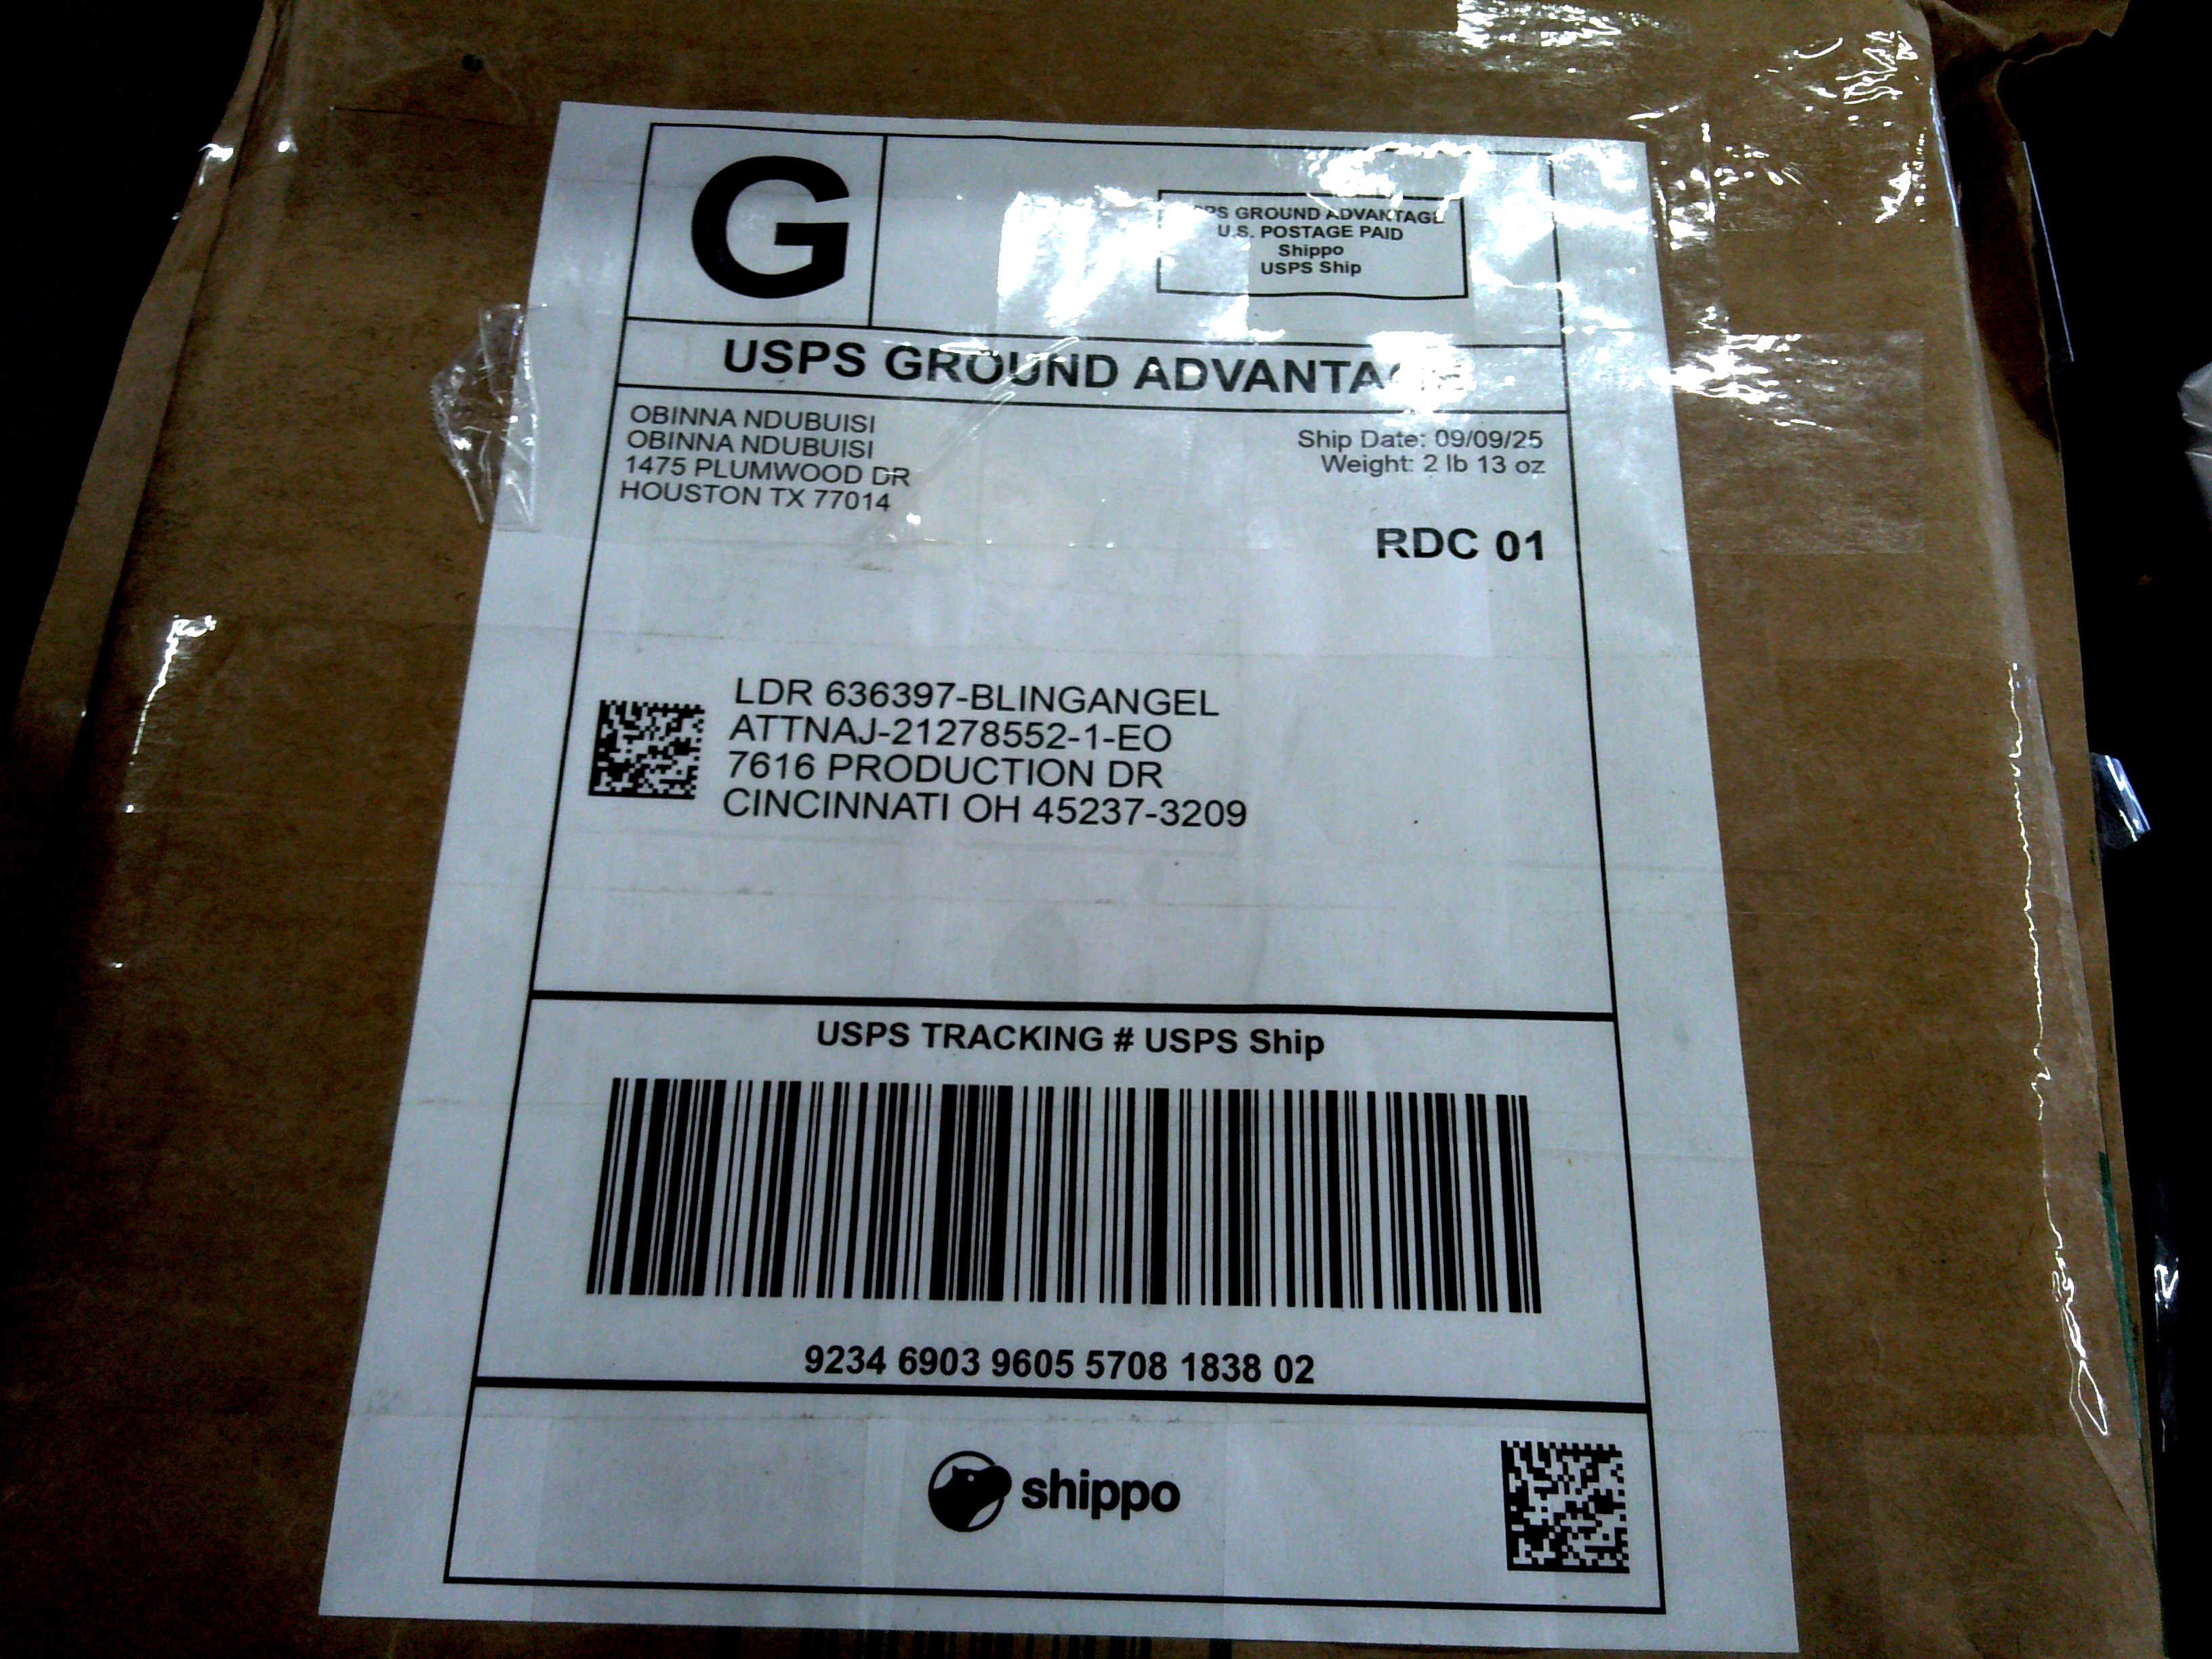 G
USPS GROUND ADVANTAGE
U.S. POSTAGE PAID
Shippo
USPS Ship
USPS GROUND ADVANTAGE
OBINNA NDUBUISI
OBINNA NDUBUISI
1475 PLUMWOOD DR
HOUSTON TX 77014
Ship Date: 09/09/25
Weight: 2 lb 13 oz
RDC 01
LDR 636397-BLINGANGEL
ATTNAJ-21278552-1-EO
7616 PRODUCTION DR
CINCINNATI OH 45237-3209
USPS TRACKING # USPS Ship
9234 6903 9605 5708 1838 02
shippo